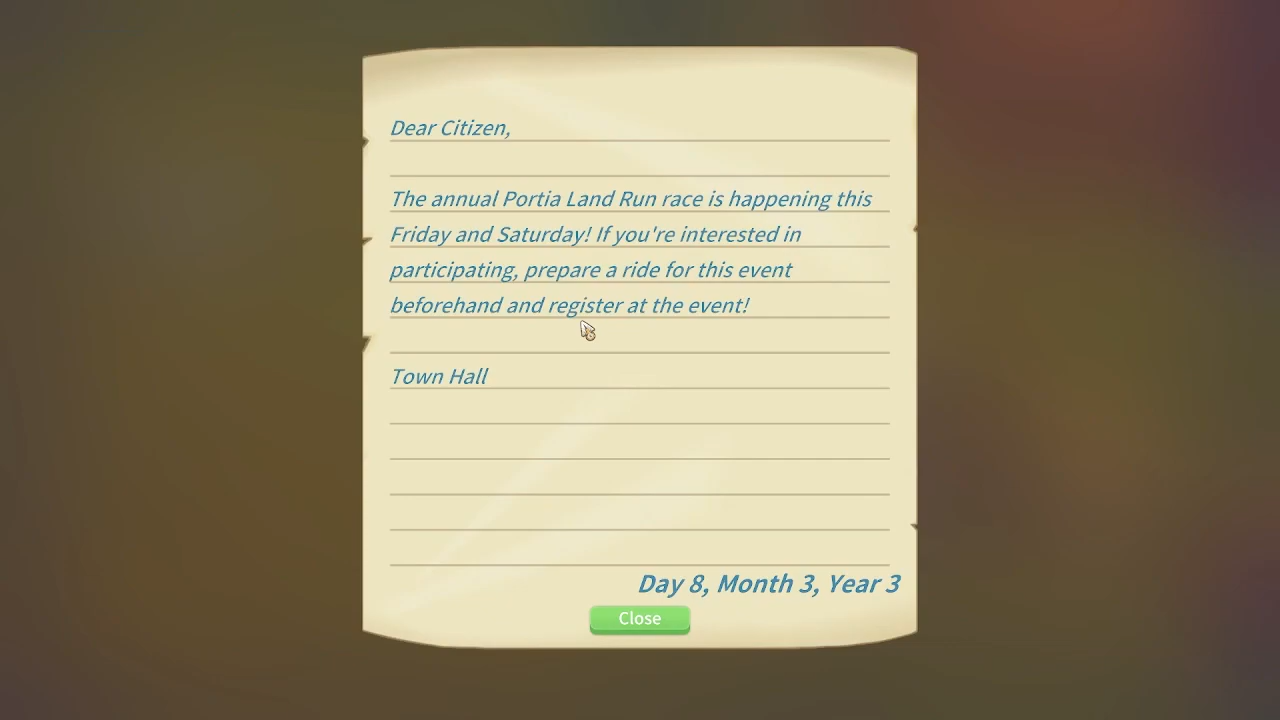 Dear Citizen,
The annual Portia Land Run race is happening this
Friday and Saturday! If you're interested in
participating, prepare a ride for this event
beforehand and register at the event!
Town Hall
Day 8, Month 3, Year 3
Close